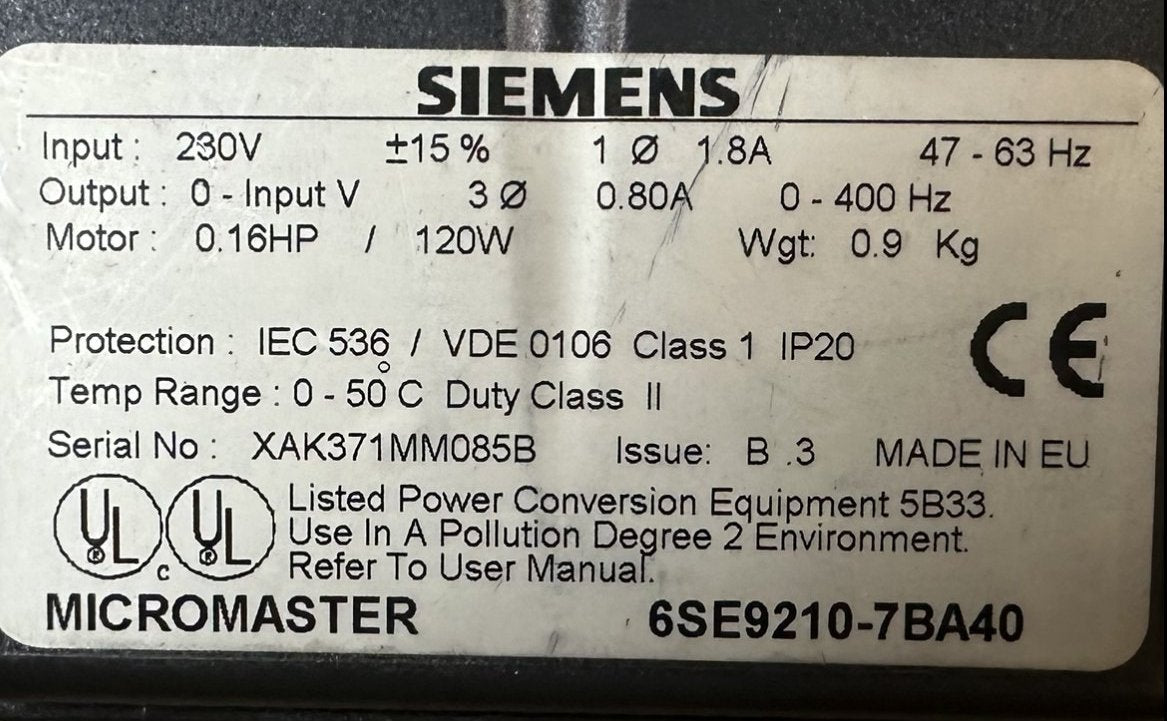 SIEMENS
Input : 230V ±15 % 1 Ø 1.8A 47 - 63 Hz
Output : 0 - Input V 3 Ø 0.80A 0 - 400 Hz
Motor : 0.16HP / 120W Wgt: 0.9 Kg
Protection : IEC 536 / VDE 0106 Class 1 IP20
Temp Range : 0 - 50°C Duty Class II
Serial No : XAK371MM085B Issue: B .3 MADE IN EU
CE
UL® c UL® Listed Power Conversion Equipment 5B33.
Use In A Pollution Degree 2 Environment.
Refer To User Manual.
MICROMASTER 6SE9210-7BA40